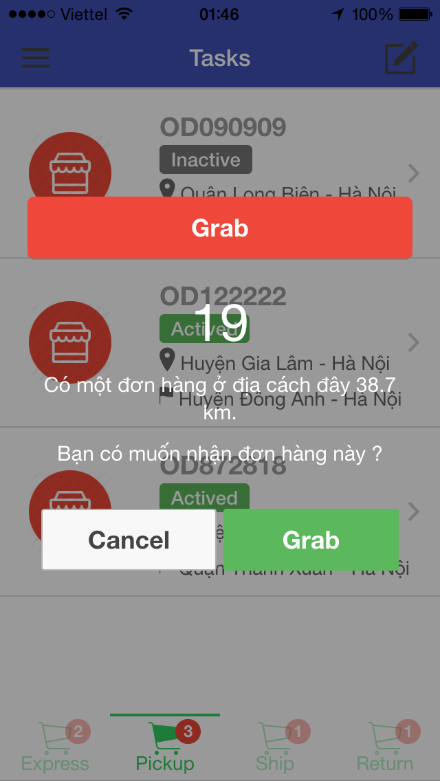 Viettel 01:46 100%
Tasks
OD090909
Inactive
Quận Long Biên - Hà Nội
Grab
OD122222
19
Actived
Huyện Gia Lâm - Hà Nội
Có một đơn hàng ở địa cách đây 38.7
km.
Huyện Đông Anh - Hà Nội
Bạn có muốn nhận đơn hàng này ?
OD872818
Actived
Cancel Grab
Quận Thanh Xuân - Hà Nội
2 3 1 1
Express Pickup Ship Return